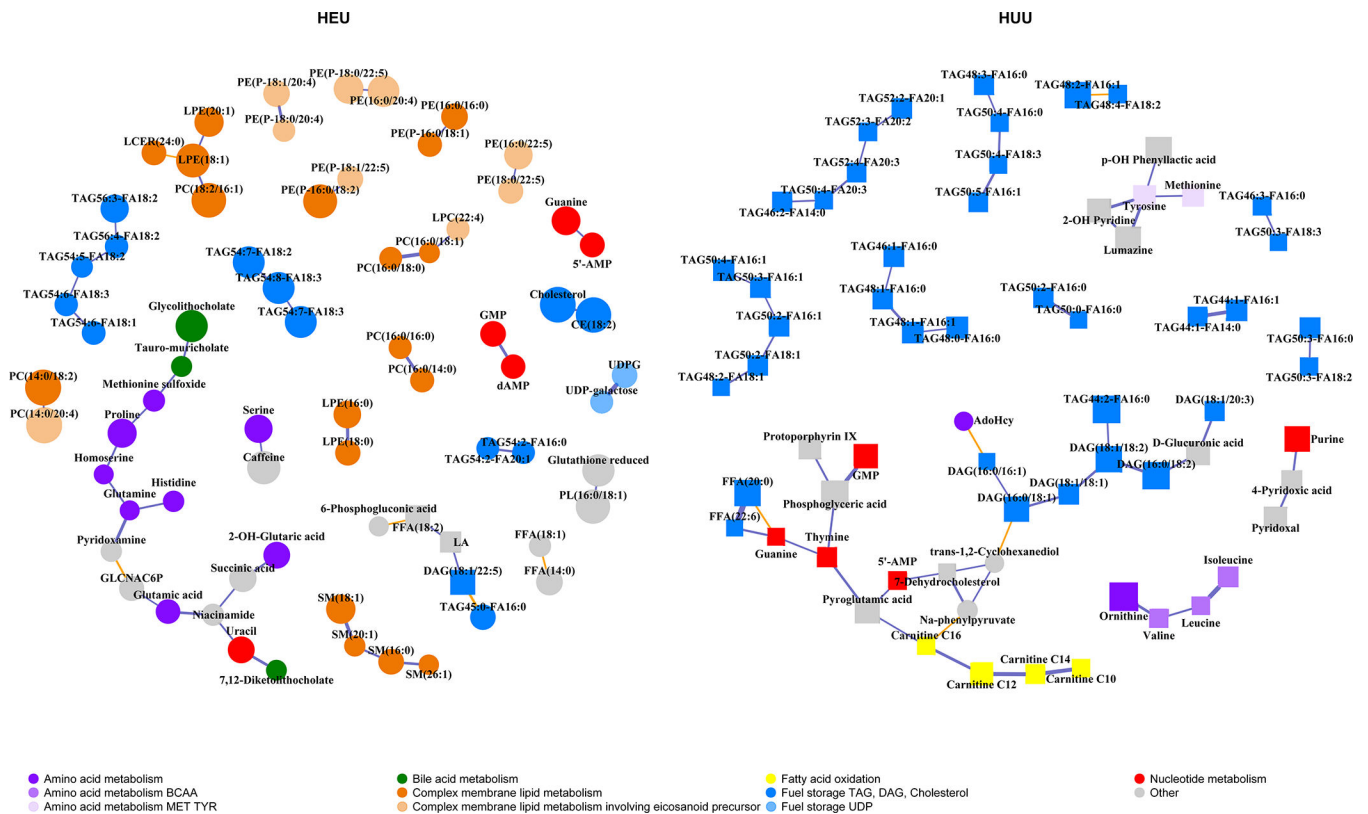 HEU
HUU
PE(P-18:1/20:4)
PE(P-18:0/20:4)
PE(P-18:0/22:5)
PE(16:0/20:4)
PE(16:0/16:0)
PE(P-16:0/18:1)
LPE(20:1)
LCER(24:0)
LPE(18:1)
PC(18:2/16:1)
PE(P-18:1/22:5)
PE(P-16:0/18:2)
PE(16:0/22:5)
PE(18:0/22:5)
TAG56:3-FA18:2
TAG56:4-FA18:2
TAG54:5-FA18:2
TAG54:6-FA18:3
TAG54:6-FA18:1
LPC(22:4)
PC(16:0/18:1)
PC(16:0/18:0)
Guanine
5'-AMP
TAG54:7-FA18:2
TAG54:8-FA18:3
TAG54:7-FA18:3
Cholesterol
CE(18:2)
Glycolithocholate
Tauro-muricholate
Methionine sulfoxide
Proline
Homoserine
Glutamine
Histidine
Pyridoxamine
GLCNAC6P
Glutamic acid
Niacinamide
Succinic acid
2-OH-Glutaric acid
Uracil
7,12-Diketolithocholate
GMP
dAMP
PC(16:0/16:0)
PC(16:0/14:0)
UDPG
UDP-galactose
PC(14:0/18:2)
PC(14:0/20:4)
Serine
Caffeine
LPE(16:0)
LPE(18:0)
TAG54:2-FA16:0
TAG54:2-FA20:1
Glutathione reduced
PL(16:0/18:1)
6-Phosphogluconic acid
FFA(18:2)
LA
DAG(18:1/22:5)
TAG45:0-FA16:0
FFA(18:1)
FFA(14:0)
SM(18:1)
SM(20:1)
SM(16:0)
SM(26:1)
TAG52:2-FA20:1
TAG52:3-FA20:2
TAG52:4-FA20:3
TAG50:4-FA20:3
TAG46:2-FA14:0
TAG48:3-FA16:0
TAG50:4-FA16:0
TAG50:4-FA18:3
TAG50:5-FA16:1
TAG48:2-FA16:1
TAG48:4-FA18:2
p-OH Phenyllactic acid
Methionine
Tyrosine
2-OH Pyridine
Lumazine
TAG46:3-FA16:0
TAG50:3-FA18:3
TAG50:4-FA16:1
TAG50:3-FA16:1
TAG50:2-FA16:1
TAG50:2-FA18:1
TAG48:2-FA18:1
TAG46:1-FA16:0
TAG48:1-FA16:0
TAG48:1-FA16:1
TAG48:0-FA16:0
TAG50:2-FA16:0
TAG50:0-FA16:0
TAG44:1-FA16:1
TAG44:1-FA14:0
TAG50:3-FA16:0
TAG50:3-FA18:2
AdoHcy
DAG(16:0/16:1)
DAG(16:0/18:1)
DAG(18:1/18:1)
DAG(18:1/18:2)
TAG44:2-FA16:0
DAG(16:0/18:2)
D-Glucuronic acid
DAG(18:1/20:3)
Protoporphyrin IX
GMP
Phosphoglyceric acid
FFA(20:0)
FFA(22:6)
Guanine
Thymine
5'-AMP
trans-1,2-Cyclohexanediol
7-Dehydrocholesterol
Pyroglutamic acid
Na-phenylpyruvate
Carnitine C16
Carnitine C12
Carnitine C14
Carnitine C10
Purine
4-Pyridoxic acid
Pyridoxal
Isoleucine
Leucine
Valine
Ornithine
Amino acid metabolism
Amino acid metabolism BCAA
Amino acid metabolism MET TYR
Bile acid metabolism
Complex membrane lipid metabolism
Complex membrane lipid metabolism involving eicosanoid precursor
Fatty acid oxidation
Fuel storage TAG, DAG, Cholesterol
Fuel storage UDP
Nucleotide metabolism
Other